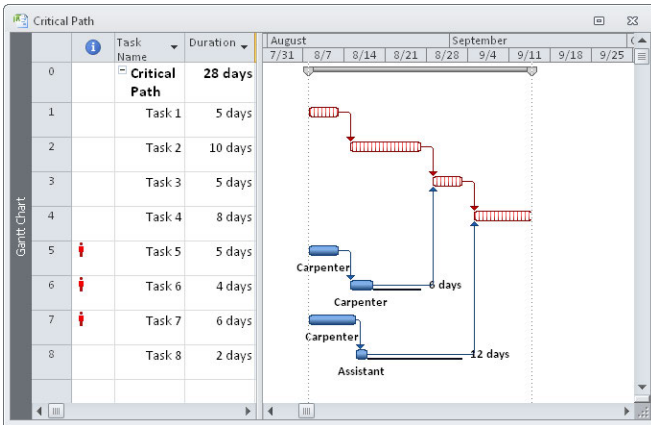 Critical Path
Task Name Duration
August September
7/31 8/7 8/14 8/21 8/28 9/4 9/11 9/18 9/25
0 Critical Path 28 days
1 Task 1 5 days
2 Task 2 10 days
3 Task 3 5 days
4 Task 4 8 days
5 Task 5 5 days
Carpenter
6 Task 6 4 days 6 days
Carpenter
7 Task 7 6 days
Carpenter
8 Task 8 2 days 12 days
Assistant
Gantt Chart